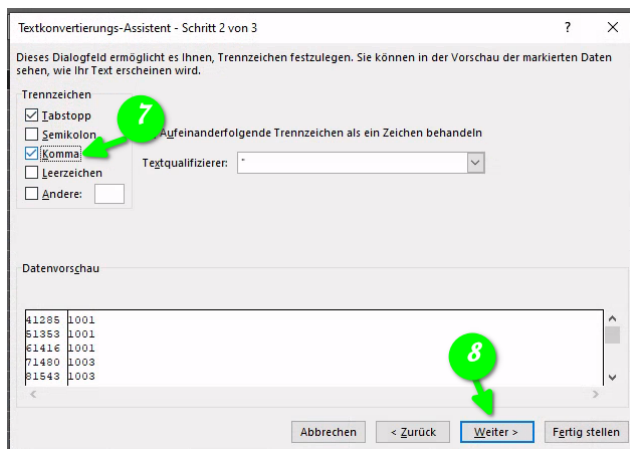 Textkonvertierungs-Assistent - Schritt 2 von 3
Dieses Dialogfeld ermöglicht es Ihnen, Trennzeichen festzulegen. Sie können in der Vorschau der markierten Daten
sehen, wie Ihr Text erscheinen wird.
Trennzeichen
Tabstopp
Semikolon
Komma
Leerzeichen
Andere:
7
Aufeinanderfolgende Trennzeichen als ein Zeichen behandeln
Textqualifizierer: "
Datenvorschau
41285 1001
51353 1001
61416 1001
71480 1003
81543 1003
8
Abbrechen < Zurück Weiter > Fertig stellen